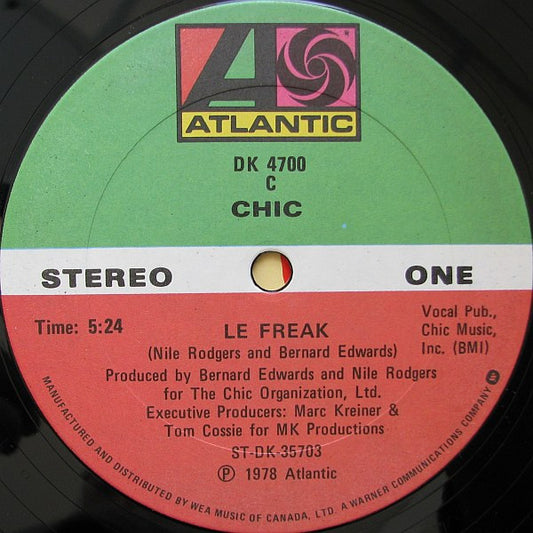 ATLANTIC
DK 4700
C
CHIC
STEREO
ONE
Time: 5:24
LE FREAK
(Nile Rodgers and Bernard Edwards)
Vocal Pub.,
Chic Music,
Inc. (BMI)
Produced by Bernard Edwards and Nile Rodgers
for The Chic Organization, Ltd.
Executive Producers: Marc Kreiner &
Tom Cossie for MK Productions
ST-DK-35703
Ⓟ 1978 Atlantic
MANUFACTURED AND DISTRIBUTED BY WEA MUSIC OF CANADA, LTD. A WARNER COMMUNICATIONS COMPANY